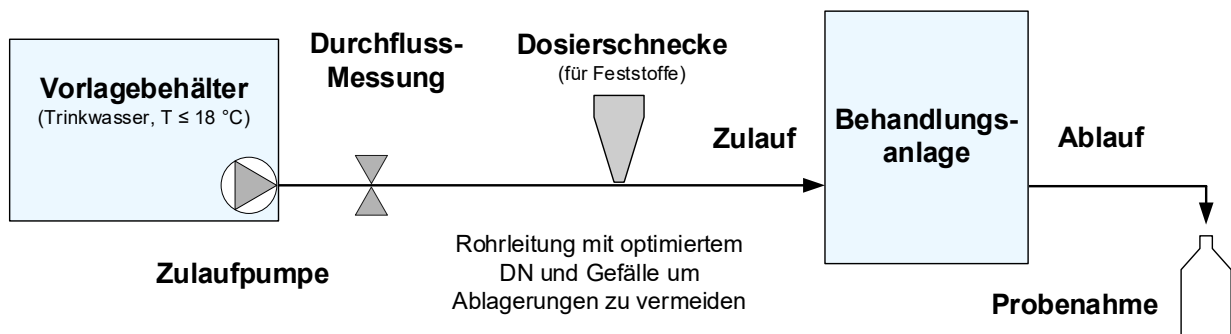 Vorlagebehälter
(Trinkwasser, T ≤ 18 °C)
Zulaufpumpe
Durchfluss-
Messung
Dosierschnecke
(für Feststoffe)
Rohrleitung mit optimiertem
DN und Gefälle um
Ablagerungen zu vermeiden
Zulauf
Behandlungs-
anlage
Ablauf
Probenahme